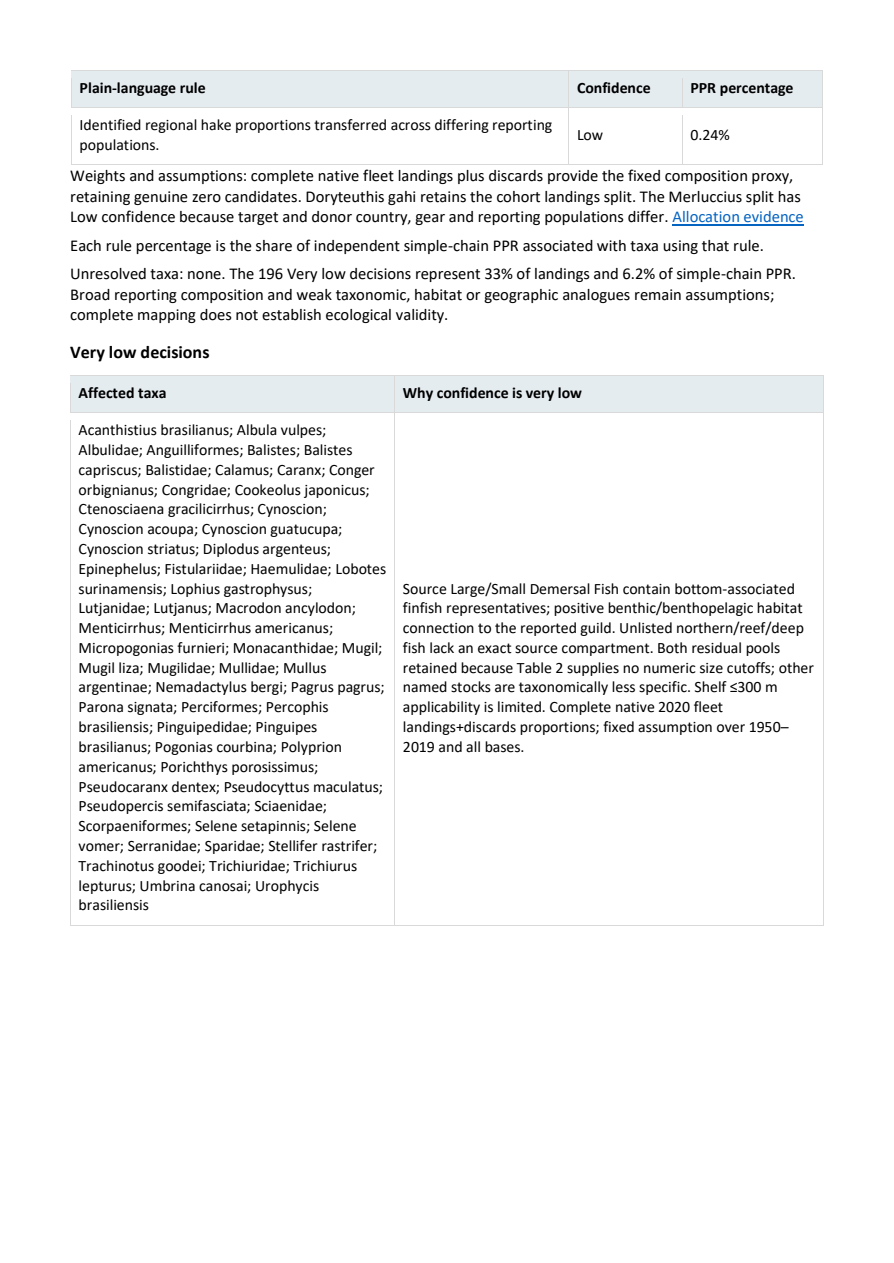 Plain-language rule
Confidence
PPR percentage
Identified regional hake proportions transferred across differing reporting
populations.
Low
0.24%
Weights and assumptions: complete native fleet landings plus discards provide the fixed composition proxy,
retaining genuine zero candidates. Doryteuthis gahi retains the cohort landings split. The Merluccius split has
Low confidence because target and donor country, gear and reporting populations differ. Allocation evidence
Each rule percentage is the share of independent simple-chain PPR associated with taxa using that rule.
Unresolved taxa: none. The 196 Very low decisions represent 33% of landings and 6.2% of simple-chain PPR.
Broad reporting composition and weak taxonomic, habitat or geographic analogues remain assumptions;
complete mapping does not establish ecological validity.
Very low decisions
Affected taxa
Why confidence is very low
Acanthistius brasilianus; Albula vulpes;
Albulidae; Anguilliformes; Balistes; Balistes
capriscus; Balistidae; Calamus; Caranx; Conger
orbignianus; Congridae; Cookeolus japonicus;
Ctenosciaena gracilicirrhus; Cynoscion;
Cynoscion acoupa; Cynoscion guatucupa;
Cynoscion striatus; Diplodus argenteus;
Epinephelus; Fistulariidae; Haemulidae; Lobotes
surinamensis; Lophius gastrophysus;
Lutjanidae; Lutjanus; Macrodon ancylodon;
Menticirrhus; Menticirrhus americanus;
Micropogonias furnieri; Monacanthidae; Mugil;
Mugil liza; Mugilidae; Mullidae; Mullus
argentinae; Nemadactylus bergi; Pagrus pagrus;
Parona signata; Perciformes; Percophis
brasiliensis; Pinguipedidae; Pinguipes
brasilianus; Pogonias courbina; Polyprion
americanus; Porichthys porosissimus;
Pseudocaranx dentex; Pseudocyttus maculatus;
Pseudopercis semifasciata; Sciaenidae;
Scorpaeniformes; Selene setapinnis; Selene
vomer; Serranidae; Sparidae; Stellifer rastrifer;
Trachinotus goodei; Trichiuridae; Trichiurus
lepturus; Umbrina canosai; Urophycis
brasiliensis
Source Large/Small Demersal Fish contain bottom-associated
finfish representatives; positive benthic/benthopelagic habitat
connection to the reported guild. Unlisted northern/reef/deep
fish lack an exact source compartment. Both residual pools
retained because Table 2 supplies no numeric size cutoffs; other
named stocks are taxonomically less specific. Shelf ≤300 m
applicability is limited. Complete native 2020 fleet
landings+discards proportions; fixed assumption over 1950–
2019 and all bases.